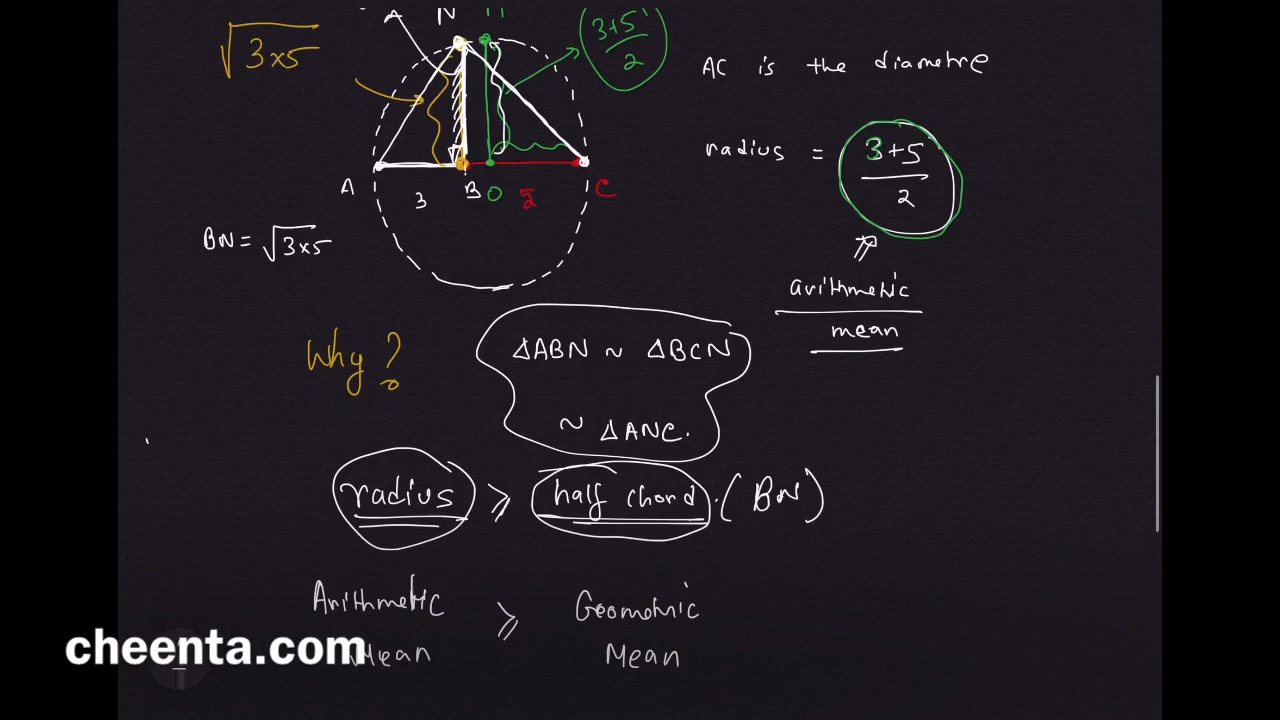 √3×5
N
3+5
2
AC is the diametre
radius = 3+5
2
A
3
B
O
5
C
BN = √3×5
arithmetic
mean
Why?
ΔABN ~ ΔBCN
~ ΔANC.
radius ⩾ half chord. (BN)
Arithmetic ⩾ Geometric
Mean Mean
cheenta.com